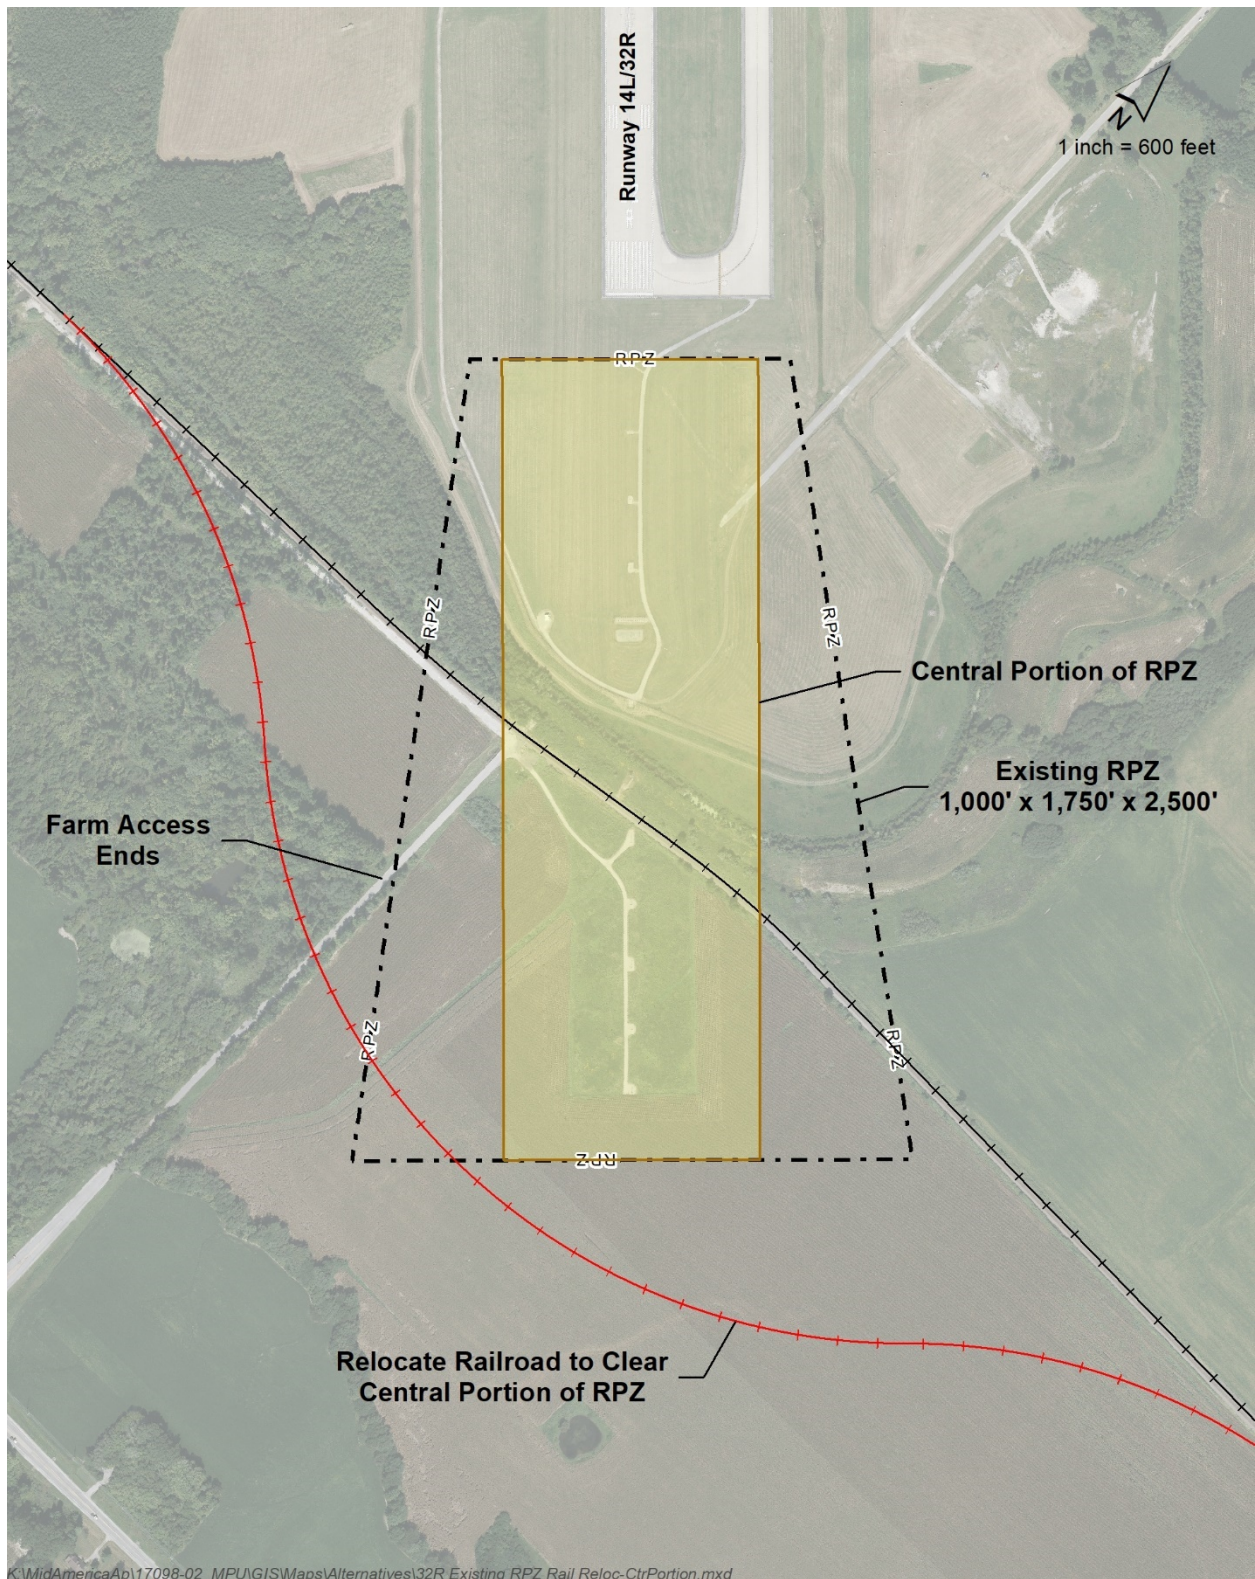 Runway 14L/32R
N
1 inch = 600 feet
RPZ
RPZ
RPZ
Central Portion of RPZ
Existing RPZ
1,000' x 1,750' x 2,500'
Farm Access
Ends
RPZ
RPZ
RPZ
Relocate Railroad to Clear
Central Portion of RPZ
K:\MidAmericaAp\17098-02_MPU\GIS\Maps\Alternatives\32R Existing RPZ Rail Reloc-CtrPortion.mxd